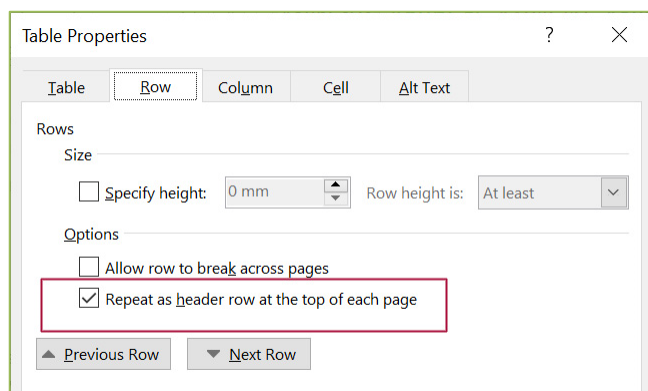 Table Properties ? ×
Table Row Column Cell Alt Text
Rows
Size
Specify height: 0 mm Row height is: At least
Options
Allow row to break across pages
Repeat as header row at the top of each page
Previous Row Next Row